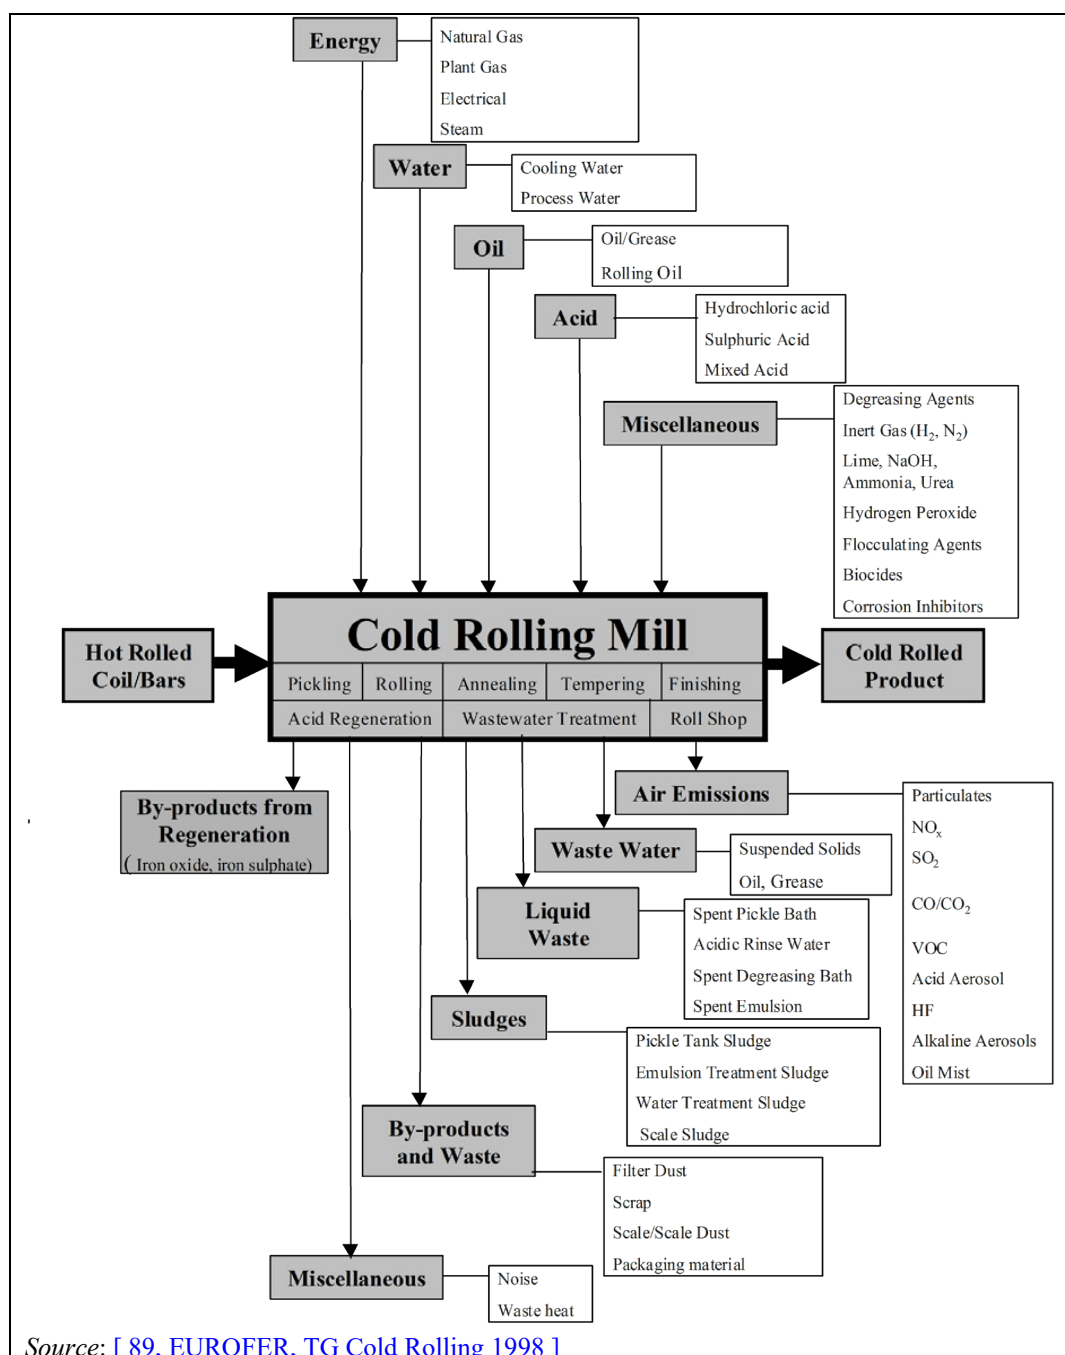 Energy
Natural Gas
Plant Gas
Electrical
Steam
Water
Cooling Water
Process Water
Oil
Oil/Grease
Rolling Oil
Acid
Hydrochloric acid
Sulphuric Acid
Mixed Acid
Miscellaneous
Degreasing Agents
Inert Gas (H₂, N₂)
Lime, NaOH,
Ammonia, Urea
Hydrogen Peroxide
Flocculating Agents
Biocides
Corrosion Inhibitors
Hot Rolled
Coil/Bars
Cold Rolling Mill
Pickling Rolling Annealing Tempering Finishing
Acid Regeneration Wastewater Treatment Roll Shop
Cold Rolled
Product
By-products from
Regeneration
( Iron oxide, iron sulphate)
Air Emissions
Particulates
NOₓ
SO₂
CO/CO₂
VOC
Acid Aerosol
HF
Alkaline Aerosols
Oil Mist
Waste Water
Suspended Solids
Oil, Grease
Liquid
Waste
Spent Pickle Bath
Acidic Rinse Water
Spent Degreasing Bath
Spent Emulsion
Sludges
Pickle Tank Sludge
Emulsion Treatment Sludge
Water Treatment Sludge
Scale Sludge
By-products
and Waste
Filter Dust
Scrap
Scale/Scale Dust
Packaging material
Miscellaneous
Noise
Waste heat
Source: [ 89, EUROFER, TG Cold Rolling 1998 ]